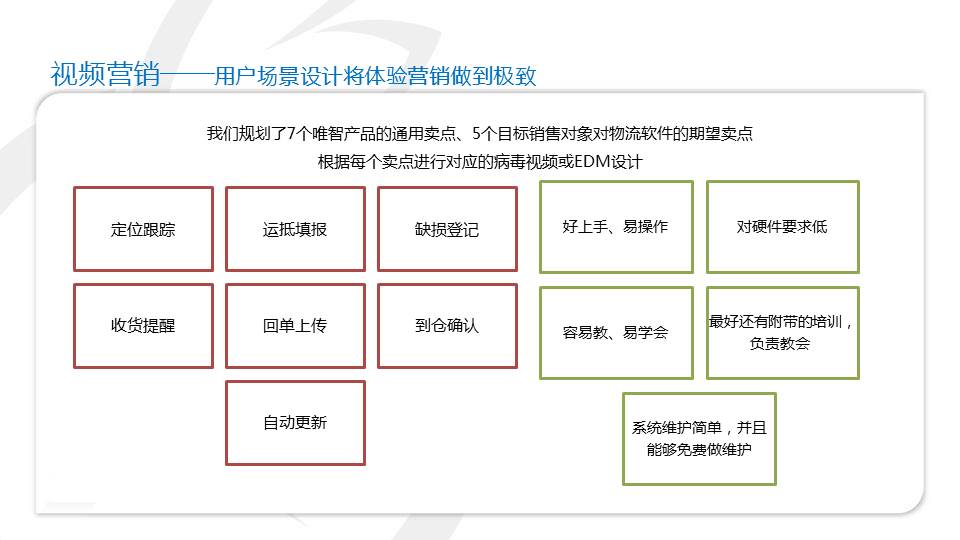 视频营销——用户场景设计将体验营销做到极致
我们规划了7个唯智产品的通用卖点、5个目标销售对象对物流软件的期望卖点
根据每个卖点进行对应的病毒视频或EDM设计
定位跟踪
运抵填报
缺损登记
收货提醒
回单上传
到仓确认
自动更新
好上手、易操作
对硬件要求低
容易教、易学会
最好还有附带的培训，
负责教会
系统维护简单，并且
能够免费做维护